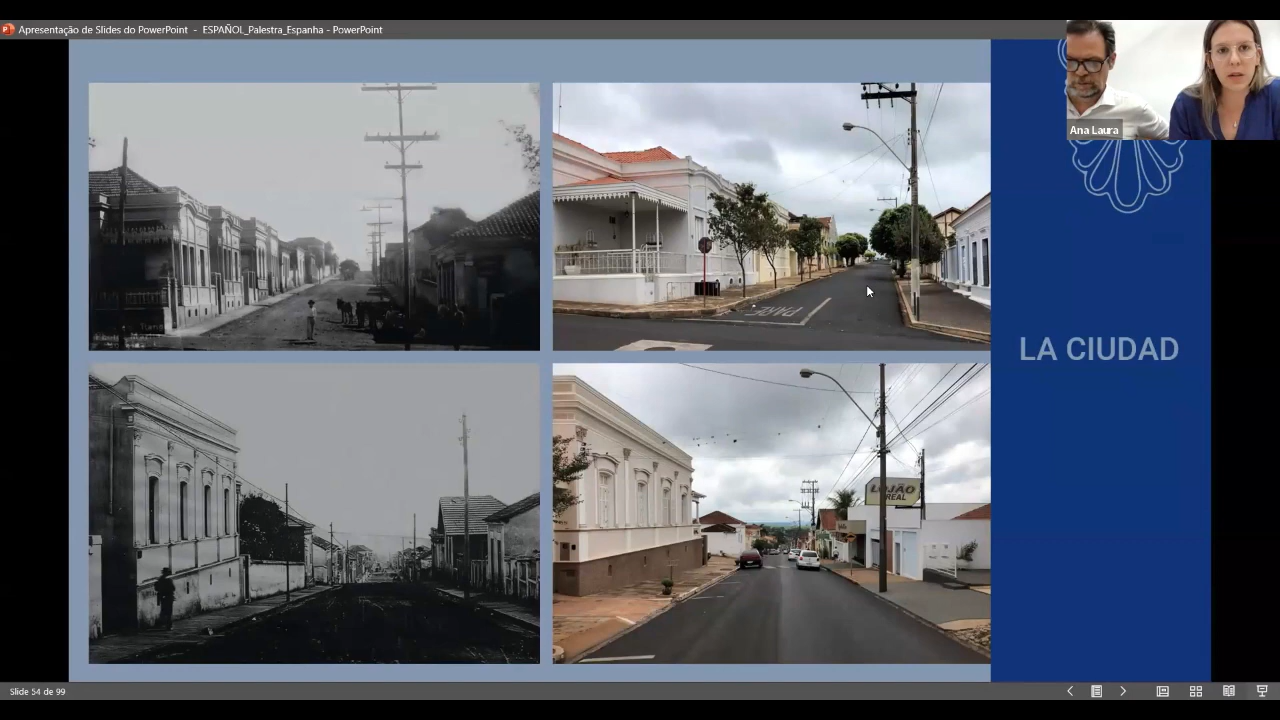 Apresentação de Slides do PowerPoint - ESPAÑOL_Palestra_Espanha - PowerPoint
Ana Laura
PARE
LA CIUDAD
LOJÃO
REAL
Slide 54 de 99